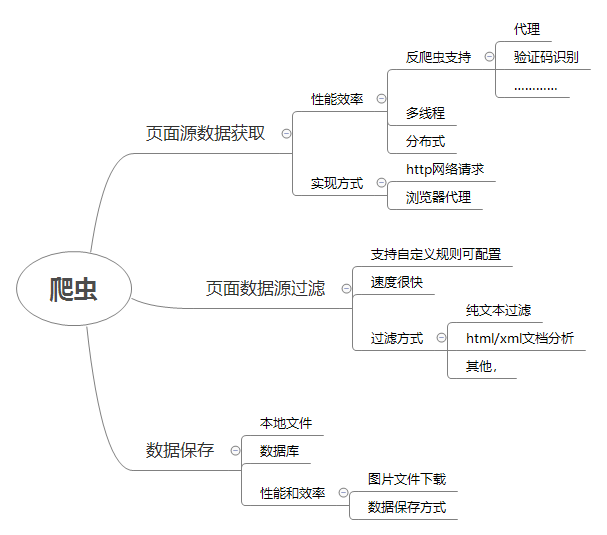 爬虫
页面源数据获取
性能效率
反爬虫支持
代理
验证码识别
…………
多线程
分布式
实现方式
http网络请求
浏览器代理
页面数据源过滤
支持自定义规则可配置
速度很快
过滤方式
纯文本过滤
html/xml文档分析
其他，
数据保存
本地文件
数据库
性能和效率
图片文件下载
数据保存方式